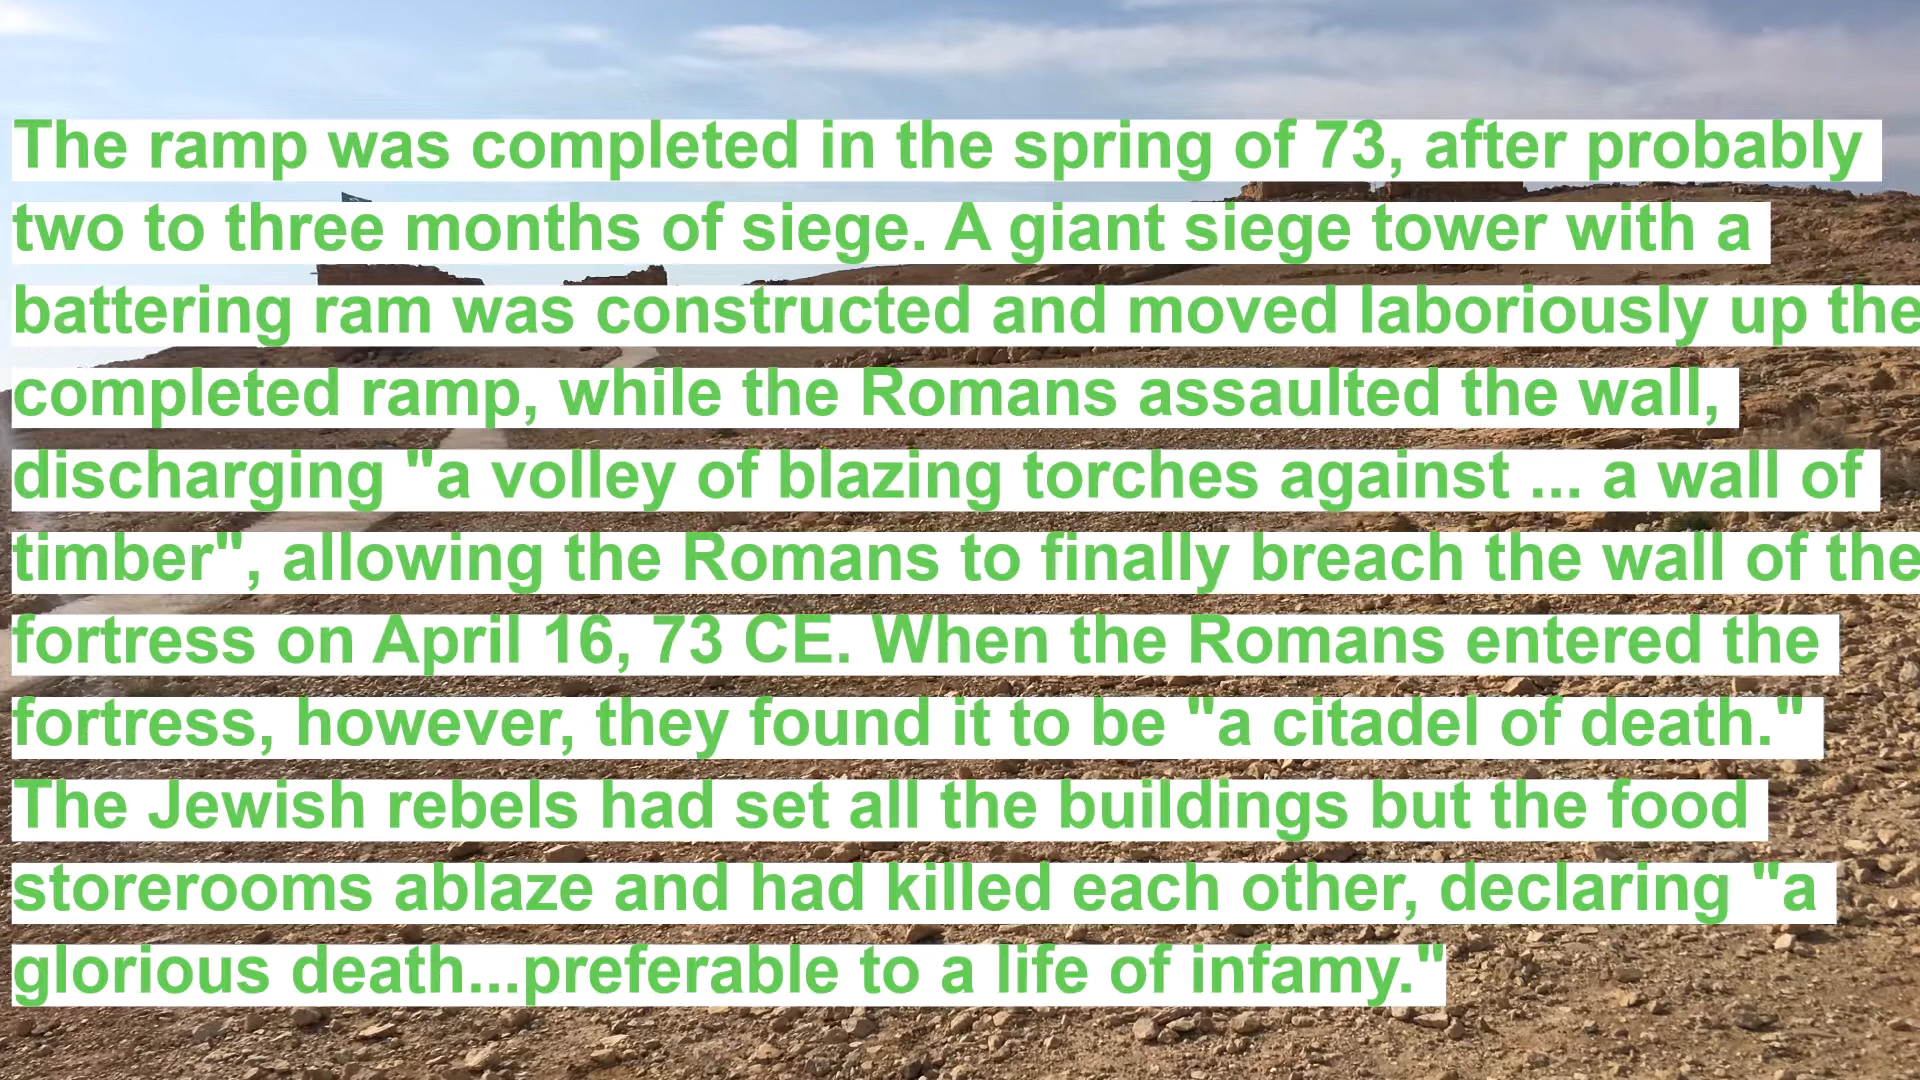 The ramp was completed in the spring of 73, after probably
two to three months of siege. A giant siege tower with a
battering ram was constructed and moved laboriously up the
completed ramp, while the Romans assaulted the wall,
discharging "a volley of blazing torches against ... a wall of
timber", allowing the Romans to finally breach the wall of the
fortress on April 16, 73 CE. When the Romans entered the
fortress, however, they found it to be "a citadel of death."
The Jewish rebels had set all the buildings but the food
storerooms ablaze and had killed each other, declaring "a
glorious death...preferable to a life of infamy."